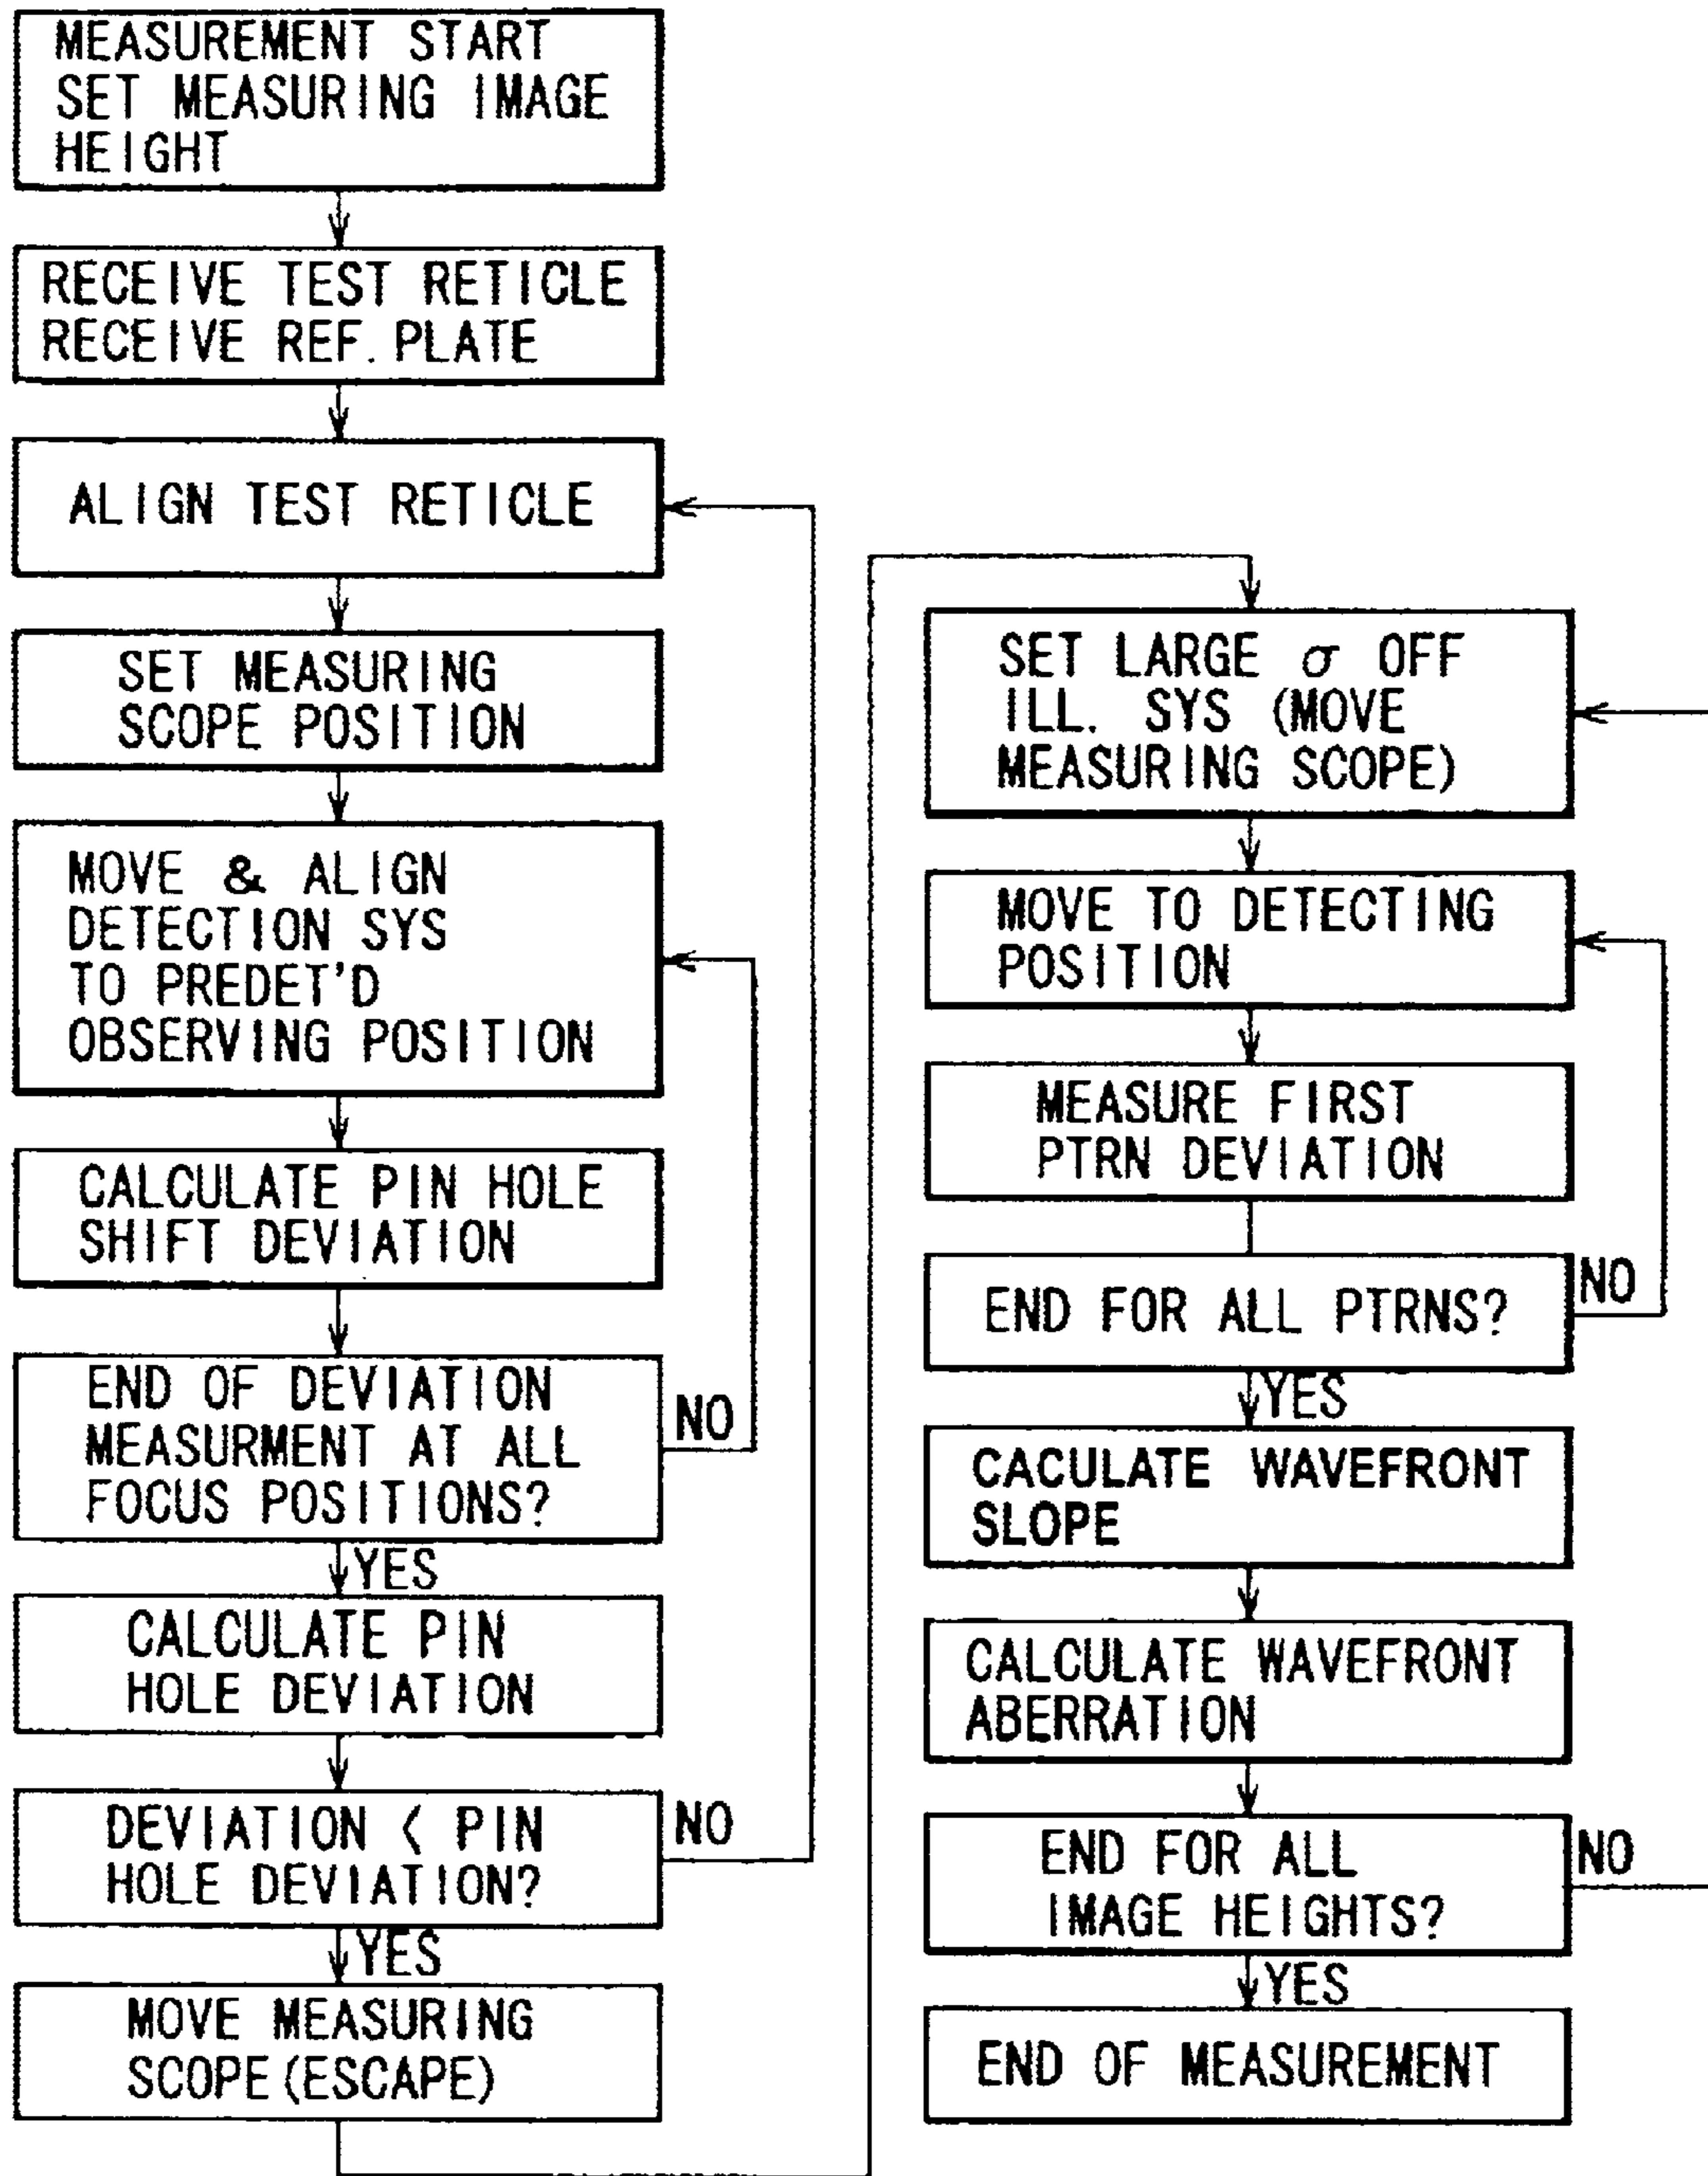 MEASUREMENT START
SET MEASURING IMAGE
HEIGHT
RECEIVE TEST RETICLE
RECEIVE REF. PLATE
ALIGN TEST RETICLE
SET MEASURING
SCOPE POSITION
MOVE & ALIGN
DETECTION SYS
TO PREDET'D
OBSERVING POSITION
CALCULATE PIN HOLE
SHIFT DEVIATION
END OF DEVIATION
MEASURMENT AT ALL
FOCUS POSITIONS?
NO
YES
CALCULATE PIN
HOLE DEVIATION
DEVIATION < PIN
HOLE DEVIATION?
NO
YES
MOVE MEASURING
SCOPE (ESCAPE)
SET LARGE σ OFF
ILL. SYS (MOVE
MEASURING SCOPE)
MOVE TO DETECTING
POSITION
MEASURE FIRST
PTRN DEVIATION
END FOR ALL PTRNS?
NO
YES
CACULATE WAVEFRONT
SLOPE
CALCULATE WAVEFRONT
ABERRATION
END FOR ALL
IMAGE HEIGHTS?
NO
YES
END OF MEASUREMENT